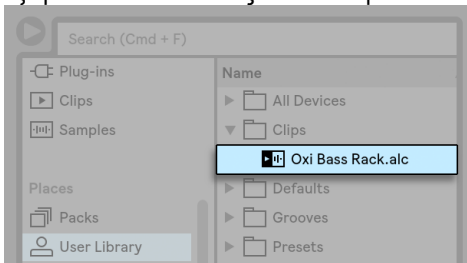 Search (Cmd + F)
Plug-ins
Clips
Samples
Places
Packs
User Library
Name
All Devices
Clips
Oxi Bass Rack.alc
Defaults
Grooves
Presets